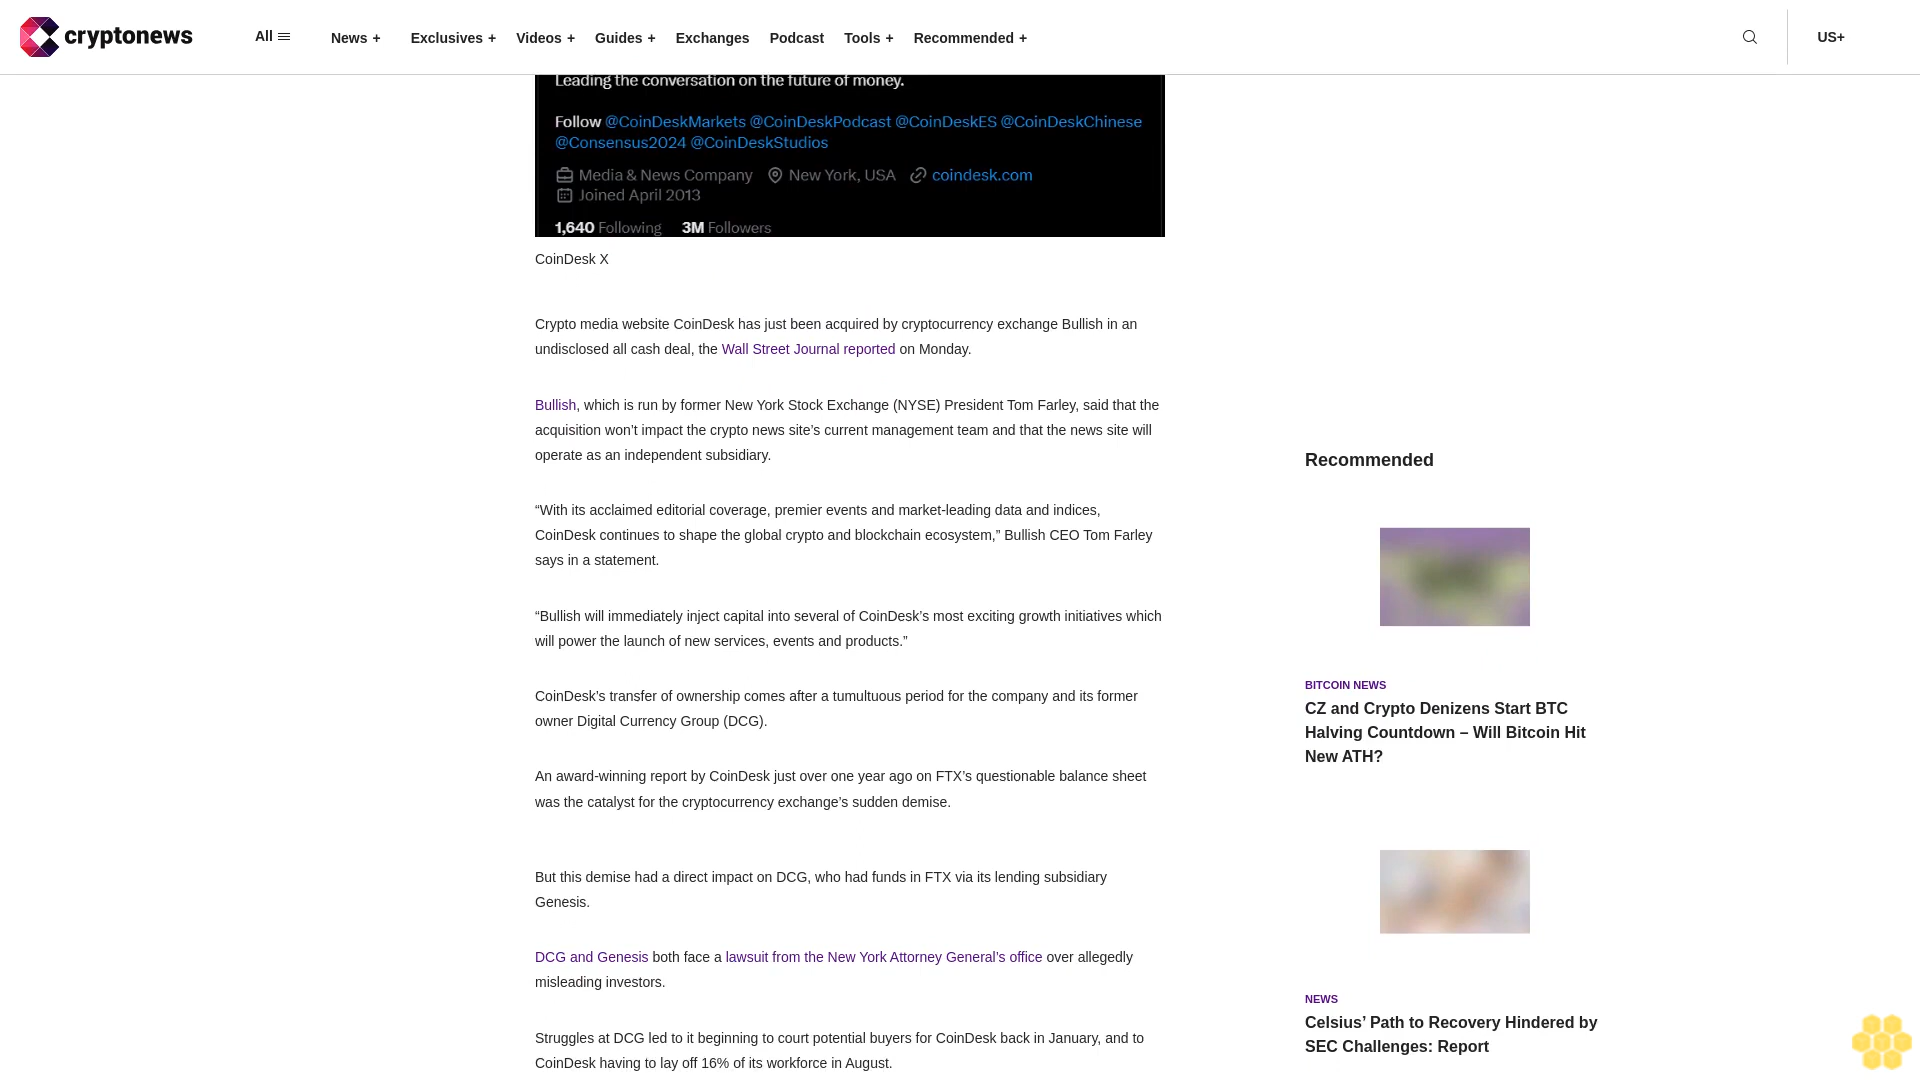 cryptonews
All
News +
Exclusives +
Videos +
Guides +
Exchanges
Podcast
Tools +
Recommended +
US+
Leading the conversation on the future of money.
Follow @CoinDeskMarkets @CoinDeskPodcast @CoinDeskES @CoinDeskChinese
@Consensus2024 @CoinDeskStudios
Media & News Company New York, USA coindesk.com
Joined April 2013
1,640 Following 3M Followers
CoinDesk X
Crypto media website CoinDesk has just been acquired by cryptocurrency exchange Bullish in an
undisclosed all cash deal, the Wall Street Journal reported on Monday.
Bullish, which is run by former New York Stock Exchange (NYSE) President Tom Farley, said that the
acquisition won’t impact the crypto news site’s current management team and that the news site will
operate as an independent subsidiary.
“With its acclaimed editorial coverage, premier events and market-leading data and indices,
CoinDesk continues to shape the global crypto and blockchain ecosystem,” Bullish CEO Tom Farley
says in a statement.
“Bullish will immediately inject capital into several of CoinDesk’s most exciting growth initiatives which
will power the launch of new services, events and products.”
CoinDesk’s transfer of ownership comes after a tumultuous period for the company and its former
owner Digital Currency Group (DCG).
An award-winning report by CoinDesk just over one year ago on FTX’s questionable balance sheet
was the catalyst for the cryptocurrency exchange’s sudden demise.
But this demise had a direct impact on DCG, who had funds in FTX via its lending subsidiary
Genesis.
DCG and Genesis both face a lawsuit from the New York Attorney General’s office over allegedly
misleading investors.
Struggles at DCG led to it beginning to court potential buyers for CoinDesk back in January, and to
CoinDesk having to lay off 16% of its workforce in August.
Recommended
BITCOIN NEWS
CZ and Crypto Denizens Start BTC
Halving Countdown – Will Bitcoin Hit
New ATH?
NEWS
Celsius’ Path to Recovery Hindered by
SEC Challenges: Report